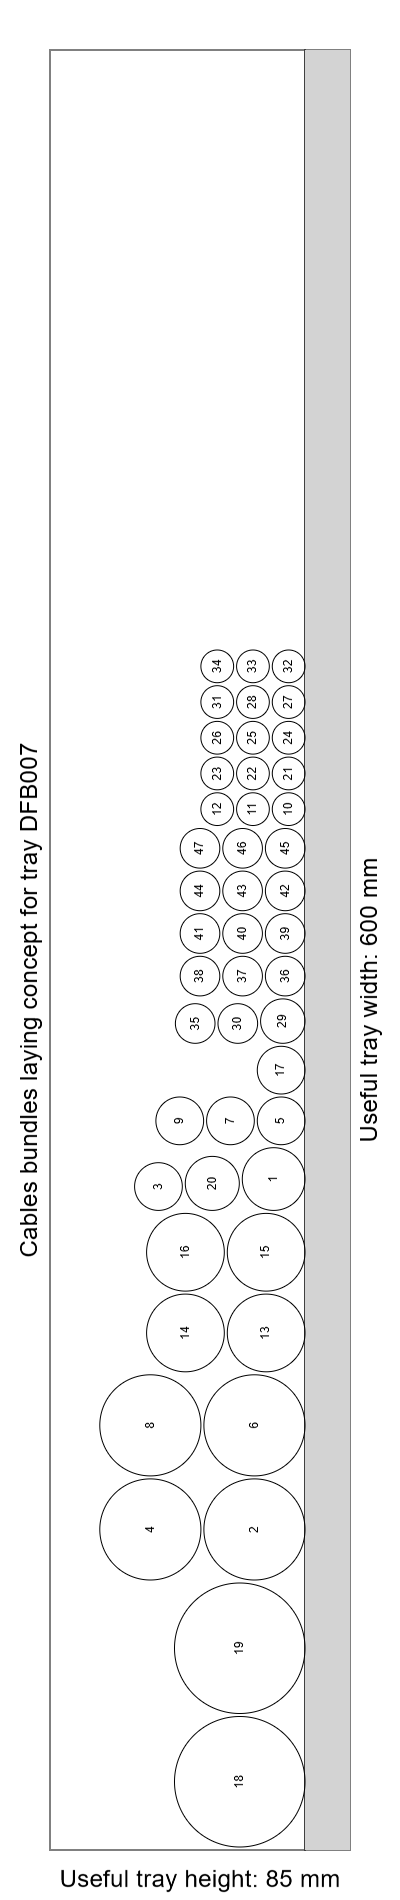 Cables bundles laying concept for tray DFB007
34 33 32
31 28 27
26 25 24
23 22 21
12 11 10
47 46 45
44 43 42
41 40 39
38 37 36
35 30 29
17
9 7 5
3 20 1
16 15
14 13
8 6
4 2
19
18
Useful tray width: 600 mm
Useful tray height: 85 mm